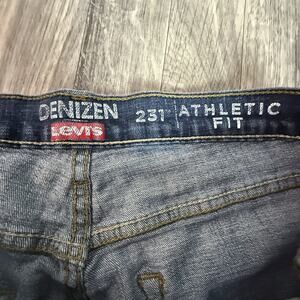 DENIZEN
Levi's
231 ATHLETIC
FIT